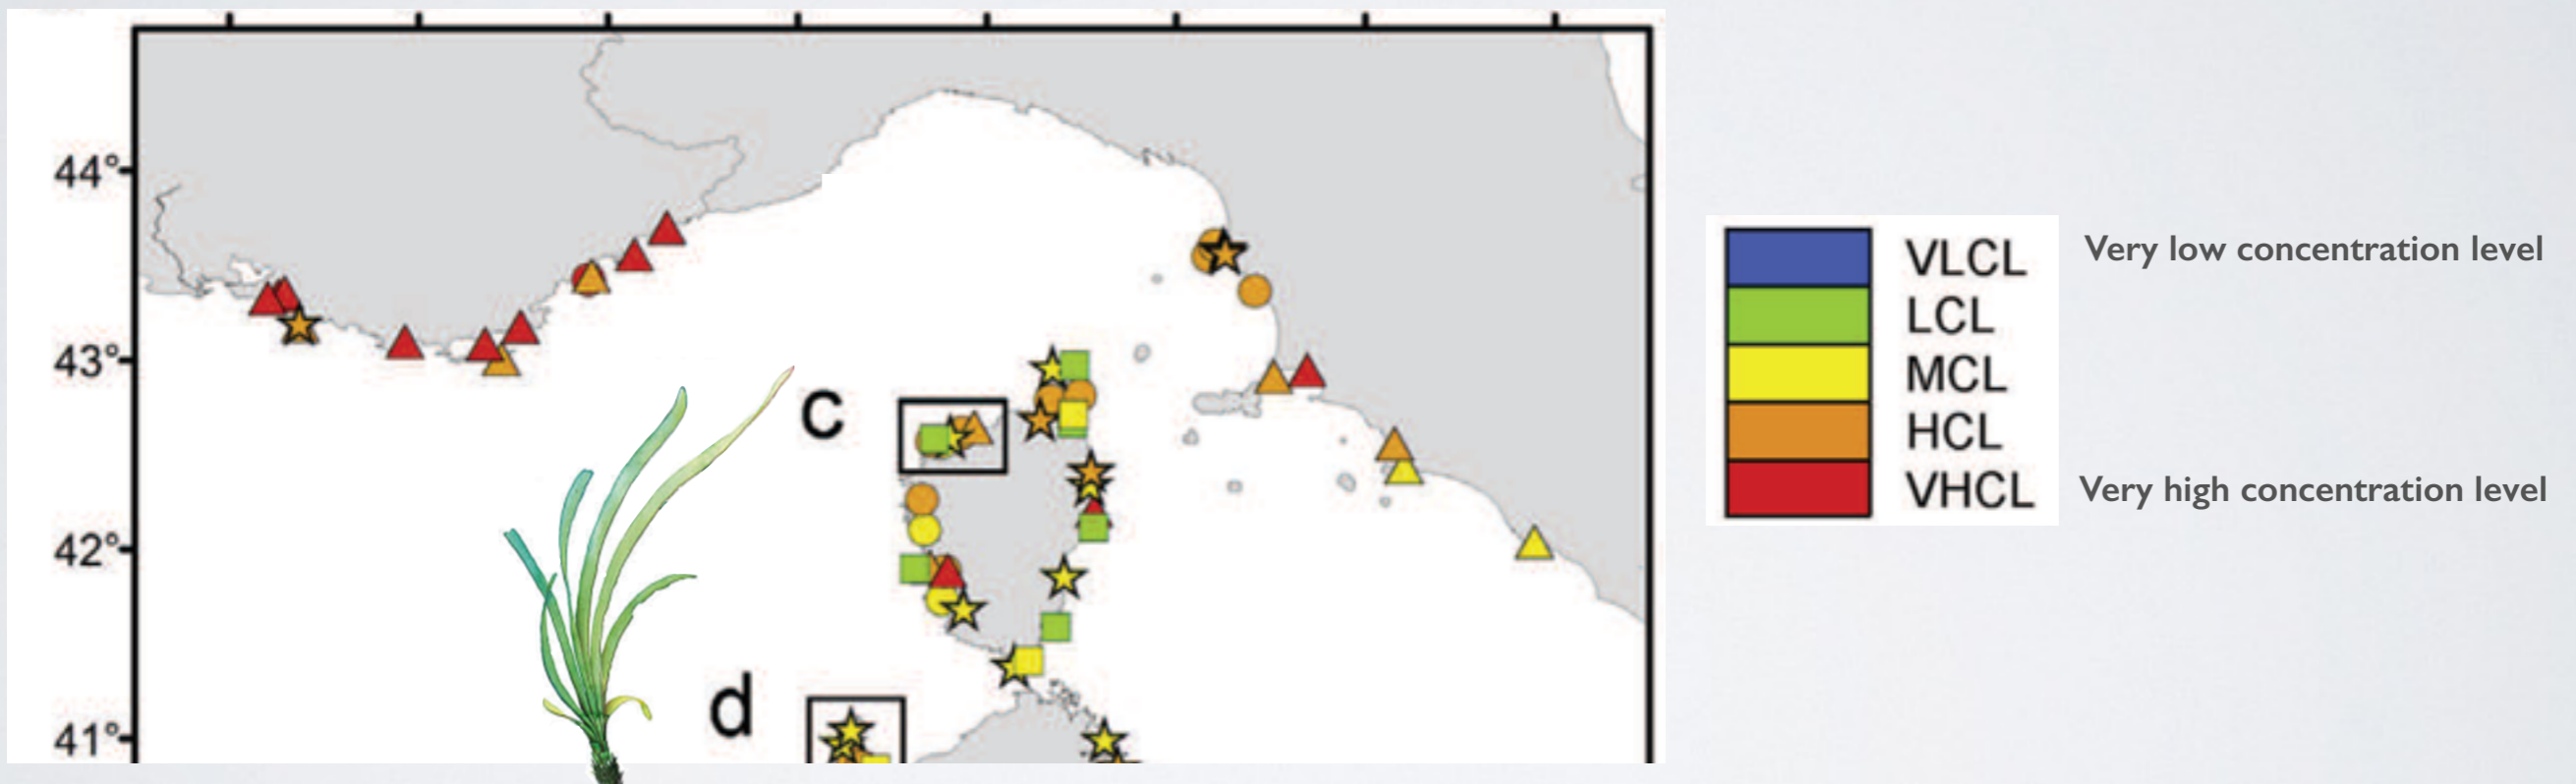 44°
43°
42°
41°
c
d
VLCL Very low concentration level
LCL
MCL
HCL
VHCL Very high concentration level